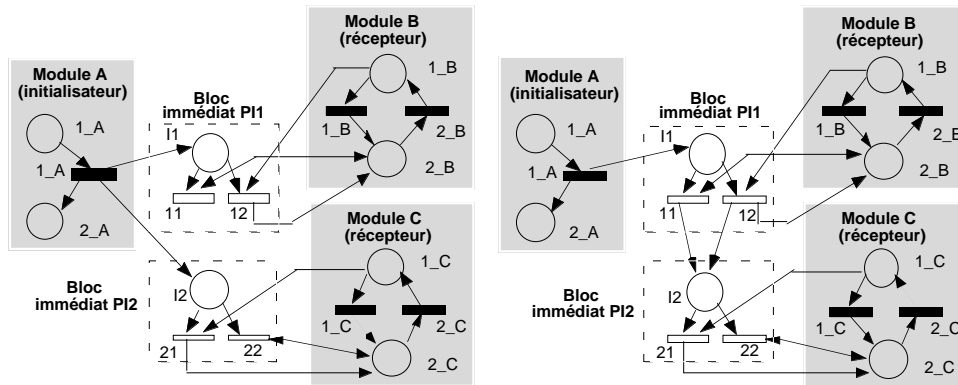 Module B
(récepteur)
Module A
(initialisateur)
Bloc
immédiat PI1
1_A
1_A
2_A
I1
11
12
1_B
1_B
2_B
2_B
Module C
(récepteur)
Bloc
immédiat PI2
I2
21
22
1_C
1_C
2_C
2_C
Module B
(récepteur)
Module A
(initialisateur)
Bloc
immédiat PI1
1_A
1_A
2_A
I1
11
12
1_B
1_B
2_B
2_B
Module C
(récepteur)
Bloc
immédiat PI2
I2
21
22
1_C
1_C
2_C
2_C